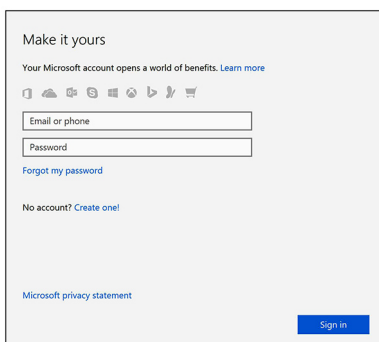 Make it yours
Your Microsoft account opens a world of benefits. Learn more
Email or phone
Password
Forgot my password
No account? Create one!
Microsoft privacy statement
Sign in